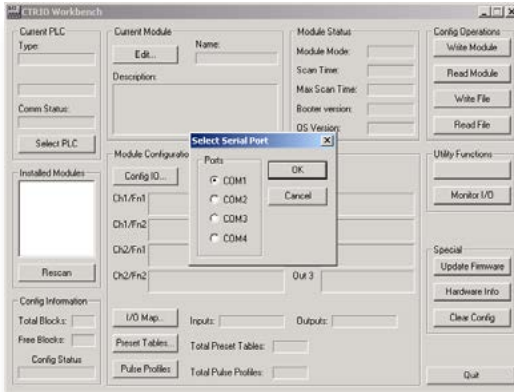 CTRIO Workbench
Current PLC
Type:
Comm Status:
Select PLC
Installed Modules
Rescan
Config Information
Total Blocks:
Free Blocks:
Config Status
Current Module
Edit...
Name:
Description:
Module Status
Module Mode:
Scan Time:
Max Scan Time:
Booter version:
OS Version:
Config Operations
Write Module
Read Module
Write File
Read File
Select Serial Port
Ports
COM1
COM2
COM3
COM4
OK
Cancel
Module Configuratio
Config IO...
Ch1/Fn1
Ch1/Fn2
Ch2/Fn1
Ch2/Fn2
Out 3
I/O Map...
Inputs:
Outputs:
Preset Tables...
Total Preset Tables:
Pulse Profiles
Total Pulse Profiles:
Utility Functions
Monitor I/O
Special
Update Firmware
Hardware Info
Clear Config
Quit